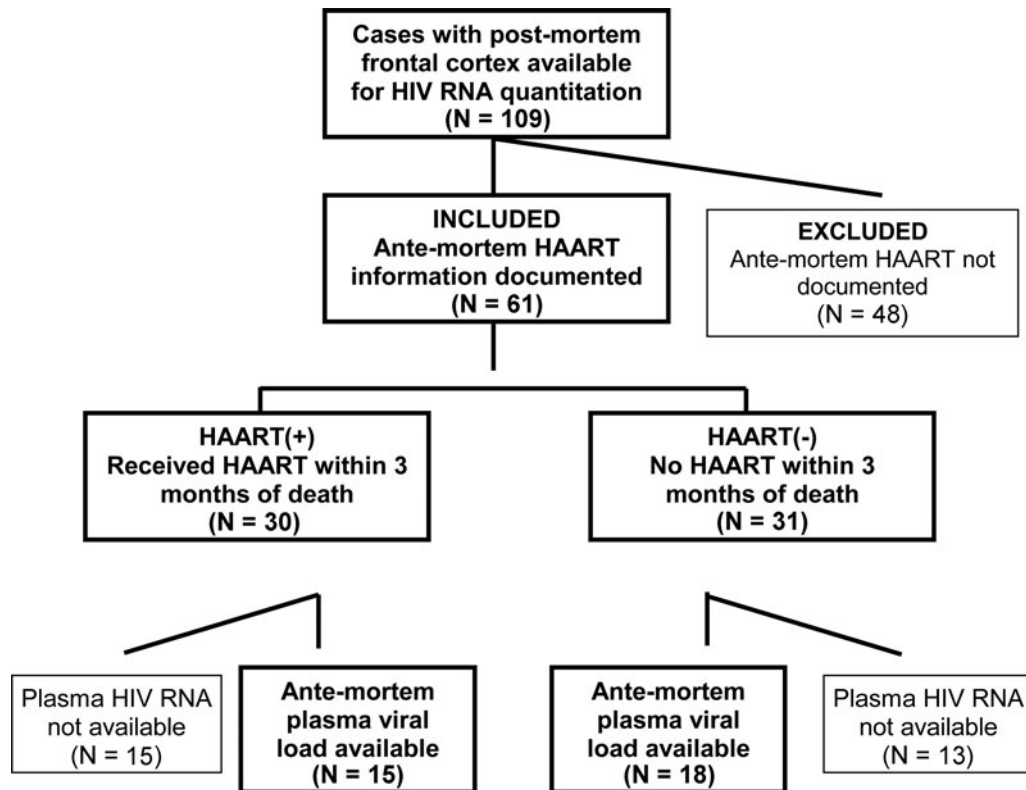 Cases with post-mortem
frontal cortex available
for HIV RNA quantitation
(N = 109)
INCLUDED
Ante-mortem HAART
information documented
(N = 61)
EXCLUDED
Ante-mortem HAART not
documented
(N = 48)
HAART(+)
Received HAART within 3
months of death
(N = 30)
HAART(-)
No HAART within 3
months of death
(N = 31)
Plasma HIV RNA
not available
(N = 15)
Ante-mortem
plasma viral
load available
(N = 15)
Ante-mortem
plasma viral
load available
(N = 18)
Plasma HIV RNA
not available
(N = 13)